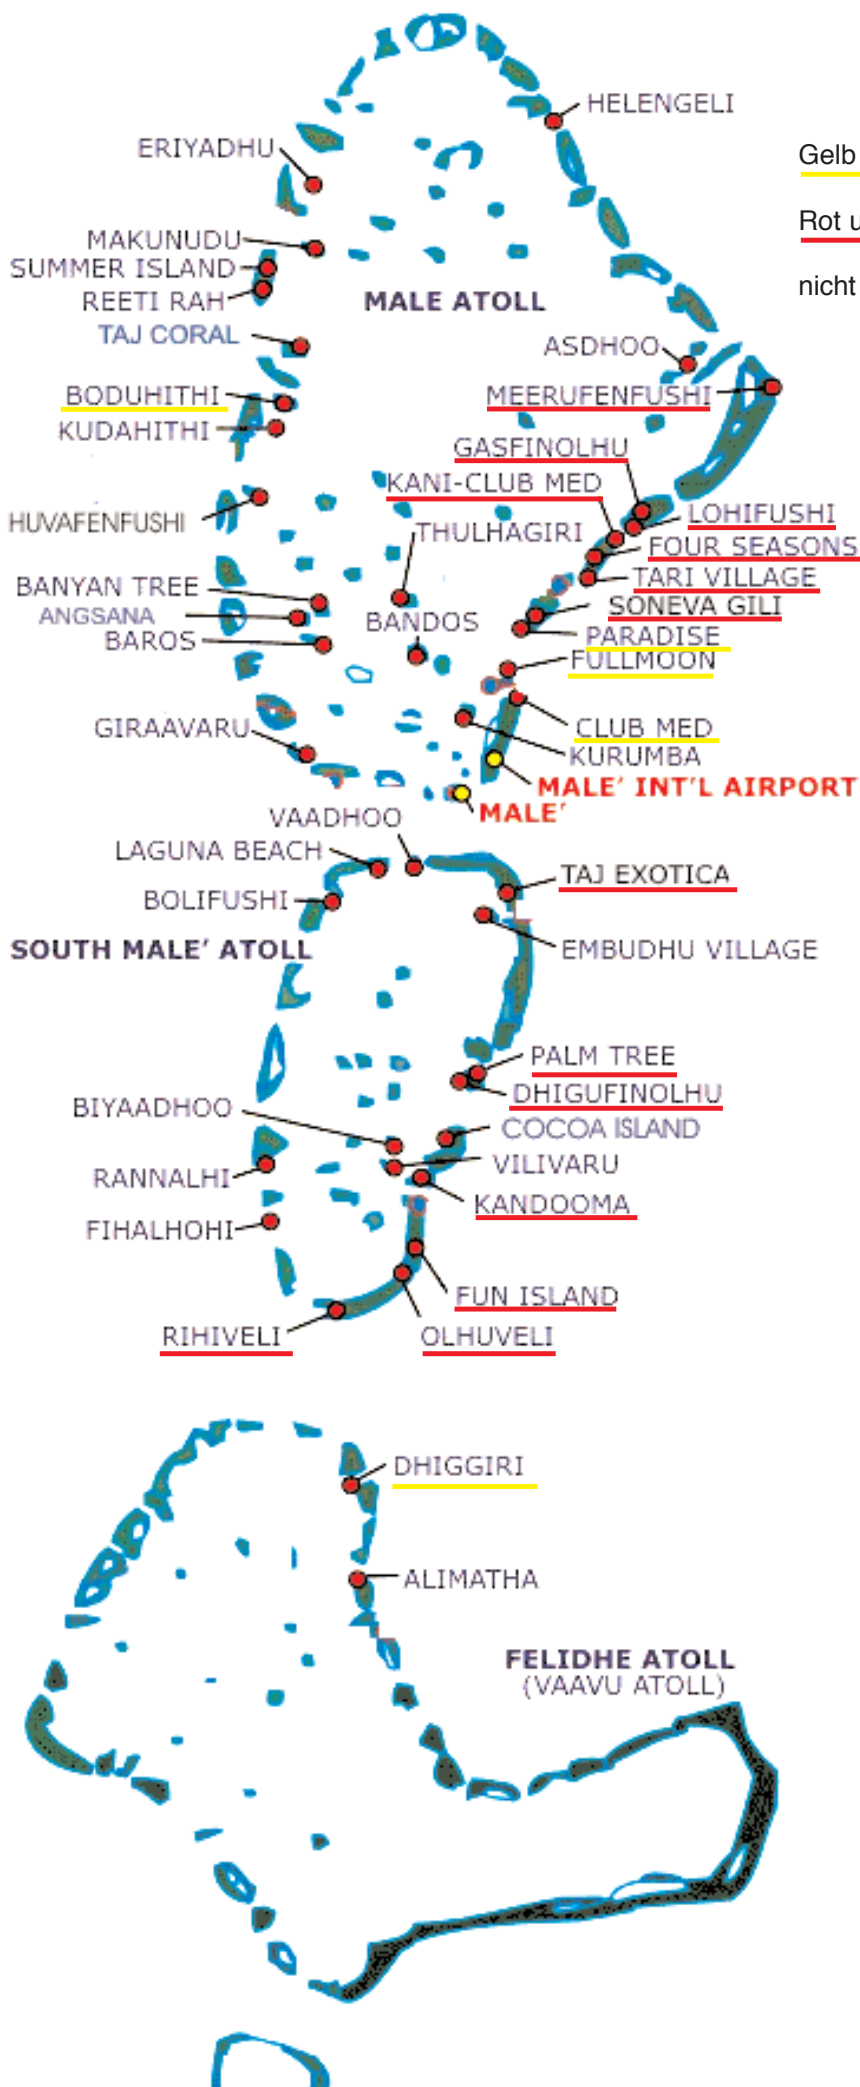 HELENGELI
ERIYADHU
Gelb
MAKUNUDU
Rot u
SUMMER ISLAND
REETI RAH
MALE ATOLL
nicht
TAJ CORAL
ASDHOO
BODUHITHI
MEERUFENFUSHI
KUDAHITHI
GASFINOLHU
KANI-CLUB MED
HUVAFENFUSHI
THULHAGIRI
LOHIFUSHI
FOUR SEASONS
BANYAN TREE
TARI VILLAGE
ANGSANA
BANDOS
SONEVA GILI
BAROS
PARADISE
FULLMOON
GIRAAVARU
CLUB MED
KURUMBA
MALE' INT'L AIRPORT
MALE'
VAADHOO
LAGUNA BEACH
TAJ EXOTICA
BOLIFUSHI
SOUTH MALE' ATOLL
EMBUDHU VILLAGE
PALM TREE
DHIGUFINOLHU
BIYAADHOO
COCOA ISLAND
RANNALHI
VILIVARU
KANDOOMA
FIHALHOHI
FUN ISLAND
RIHIVELI
OLHUVELI
DHIGGIRI
ALIMATHA
FELIDHE ATOLL
(VAAVU ATOLL)